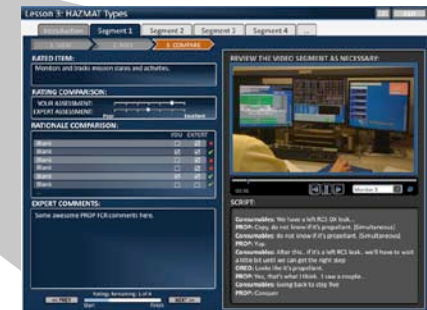 Lesson 3: HAZMAT Types
EXIT
Introduction
Segment 1
Segment 2
Segment 3
Segment 4
...
1. VIEW
2. RATE
3. COMPARE
RATED ITEM:
Monitors and tracks mission states and activities.
RATING COMPARISON:
YOUR ASSESSMENT:
EXPERT ASSESSMENT:
Poor
Excellent
RATIONALE COMPARISON:
YOU EXPERT
Blank
Blank
Blank
Blank
Blank
Blank
...
EXPERT COMMENTS:
Some awesome PROP FCR comments here.
Ratings Remaining: 1 of 4
<< PREV
NEXT >>
Start
Finish
REVIEW THE VIDEO SEGMENT AS NECESSARY:
Monitor 3
SCRIPT:
Consumables: We have a left RCS OX leak...
PROP: Copy, do not know if it's propellant. [Simultaneous]
Consumables: do not know if it's propellant. [Simultaneous]
PROP: Yup.
Consumables: After this.. if it's a left RCS leak.. we'll have to wait
a little bit until we can get the right step
ORED: Looks like it's propellant.
PROP: Yes, that's what I think. I saw a couple..
Consumables: Going back to step five
PROP: Conquer